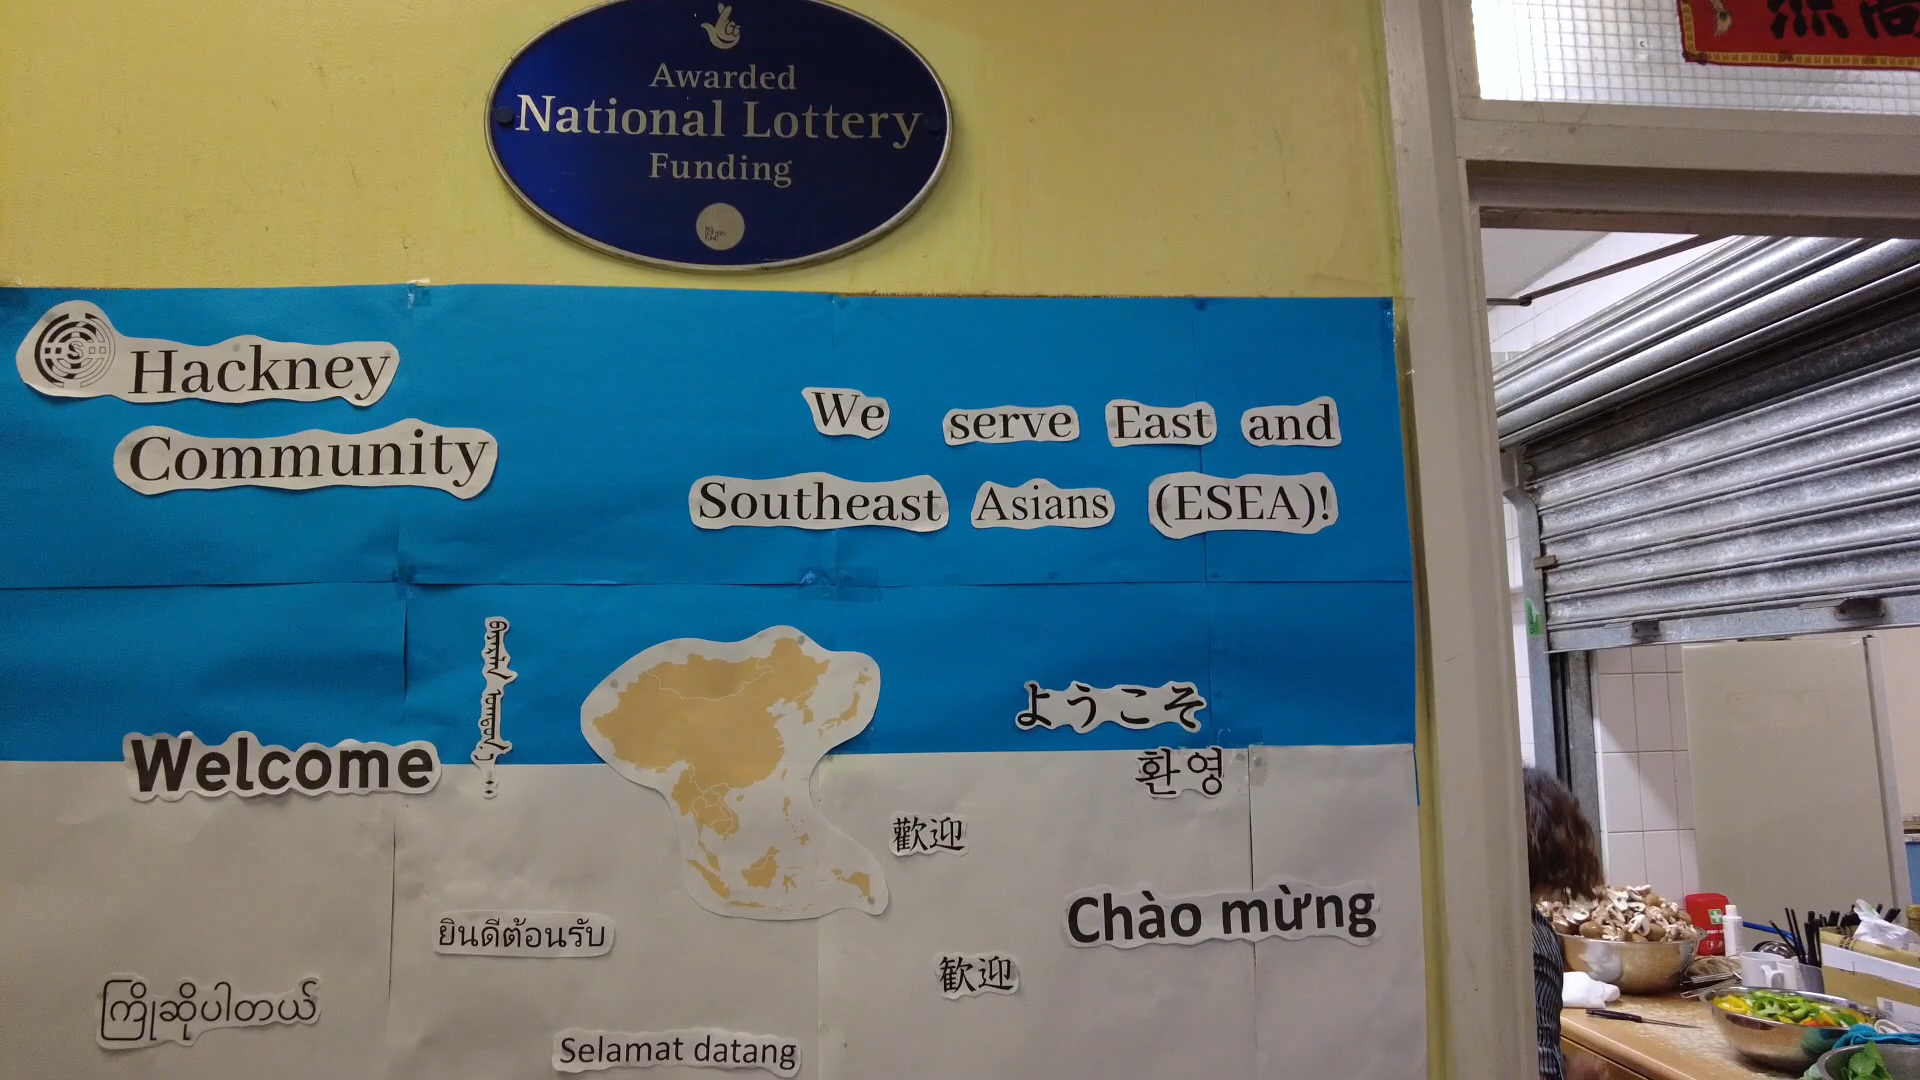 Awarded
National Lottery
Funding
Hackney
Community
We serve East and
Southeast Asians (ESEA)!
Welcome
ようこそ
환영
歡迎
Chào mừng
ยินดีต้อนรับ
歓迎
ကြိုဆိုပါတယ်
Selamat datang